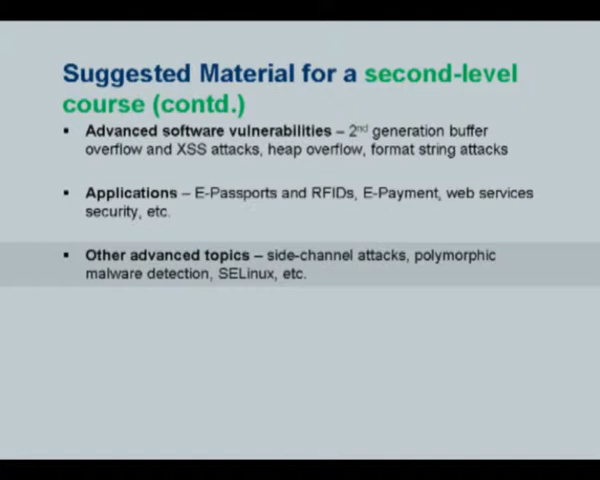 Suggested Material for a second-level
course (contd.)
▪ Advanced software vulnerabilities – 2nd generation buffer
overflow and XSS attacks, heap overflow, format string attacks
▪ Applications – E-Passports and RFIDs, E-Payment, web services
security, etc.
▪ Other advanced topics – side-channel attacks, polymorphic
malware detection, SELinux, etc.